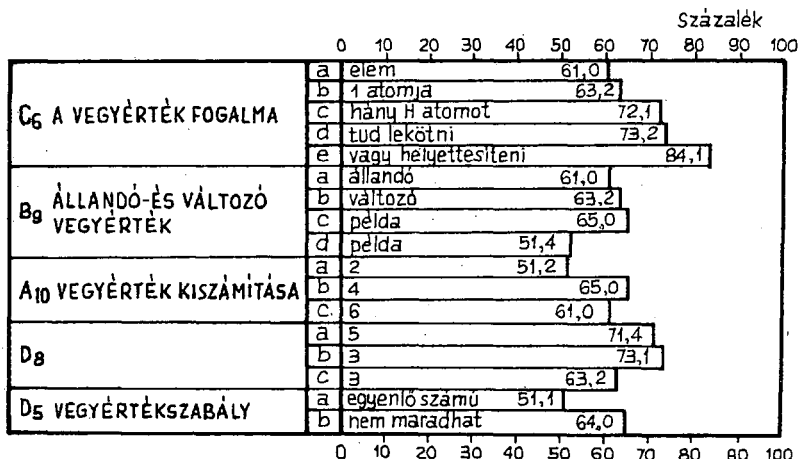 Százalék
0 10 20 30 40 50 60 70 80 90 100
C6 A VEGYÉRTÉK FOGALMA
a elem 61,0
b 1 atomja 63,2
c hány H atomot 72,1
d tud lekötni 73,2
e vagy helyettesíteni 84,1
B9 ÁLLANDÓ-ÉS VÁLTOZÓ VEGYÉRTÉK
a állandó 61,0
b változó 63,2
c példa 65,0
d példa 51,4
A10 VEGYÉRTÉK KISZÁMÍTÁSA
a 2 51,2
b 4 65,0
c. 6 61,0
D8
a 5 71,4
b 3 73,1
c 3 63,2
D5 VEGYÉRTÉKSZABÁLY
a egyenlő számú 51,1
b nem maradhat 64,0
0 10 20 30 40 50 60 70 80 90 100